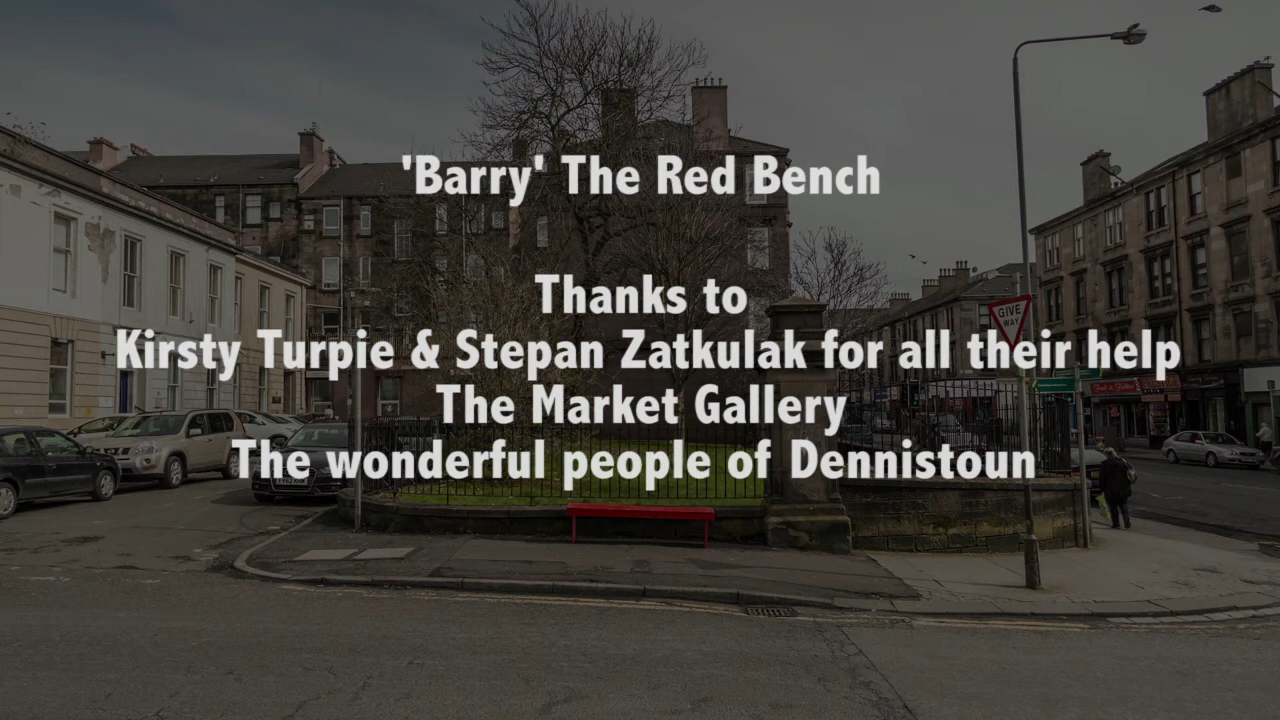 'Barry' The Red Bench
Thanks to
Kirsty Turpie & Stepan Zatkulak for all their help
The Market Gallery
The wonderful people of Dennistoun
GIVE
WAY